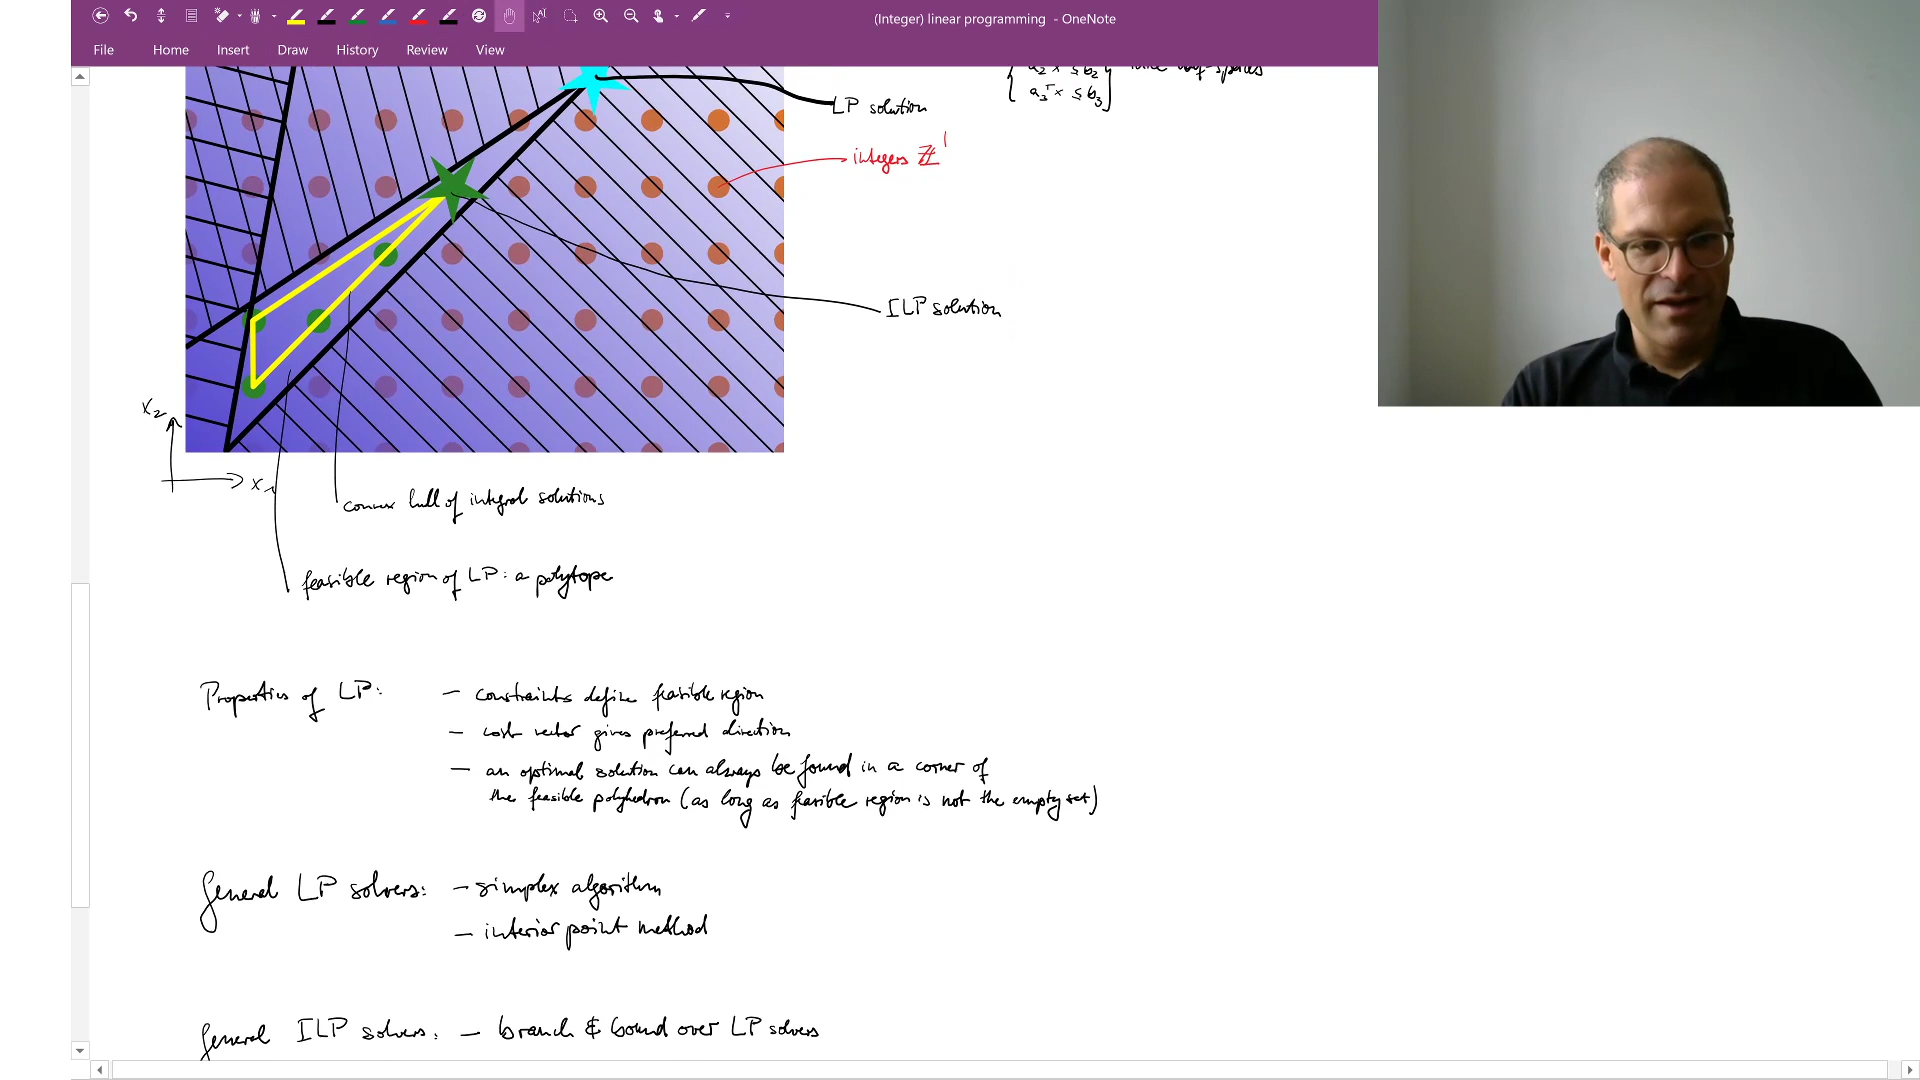 (Integer) linear programming - OneNote
File Home Insert Draw History Review View
a₂ᵀx ≤ b₂
a₃ᵀx ≤ b₃
LP solution
integers ℤ
ILP solution
x₂
x₁
convex hull of integral solutions
feasible region of LP: a polytope
Properties of LP: – constraints define feasible region
– cost vector gives preferred direction
– an optimal solution can always be found in a corner of
the feasible polyhedron (as long as feasible region is not the empty set)
General LP solvers: – simplex algorithm
– interior point method
General ILP solvers: – branch & bound over LP solvers